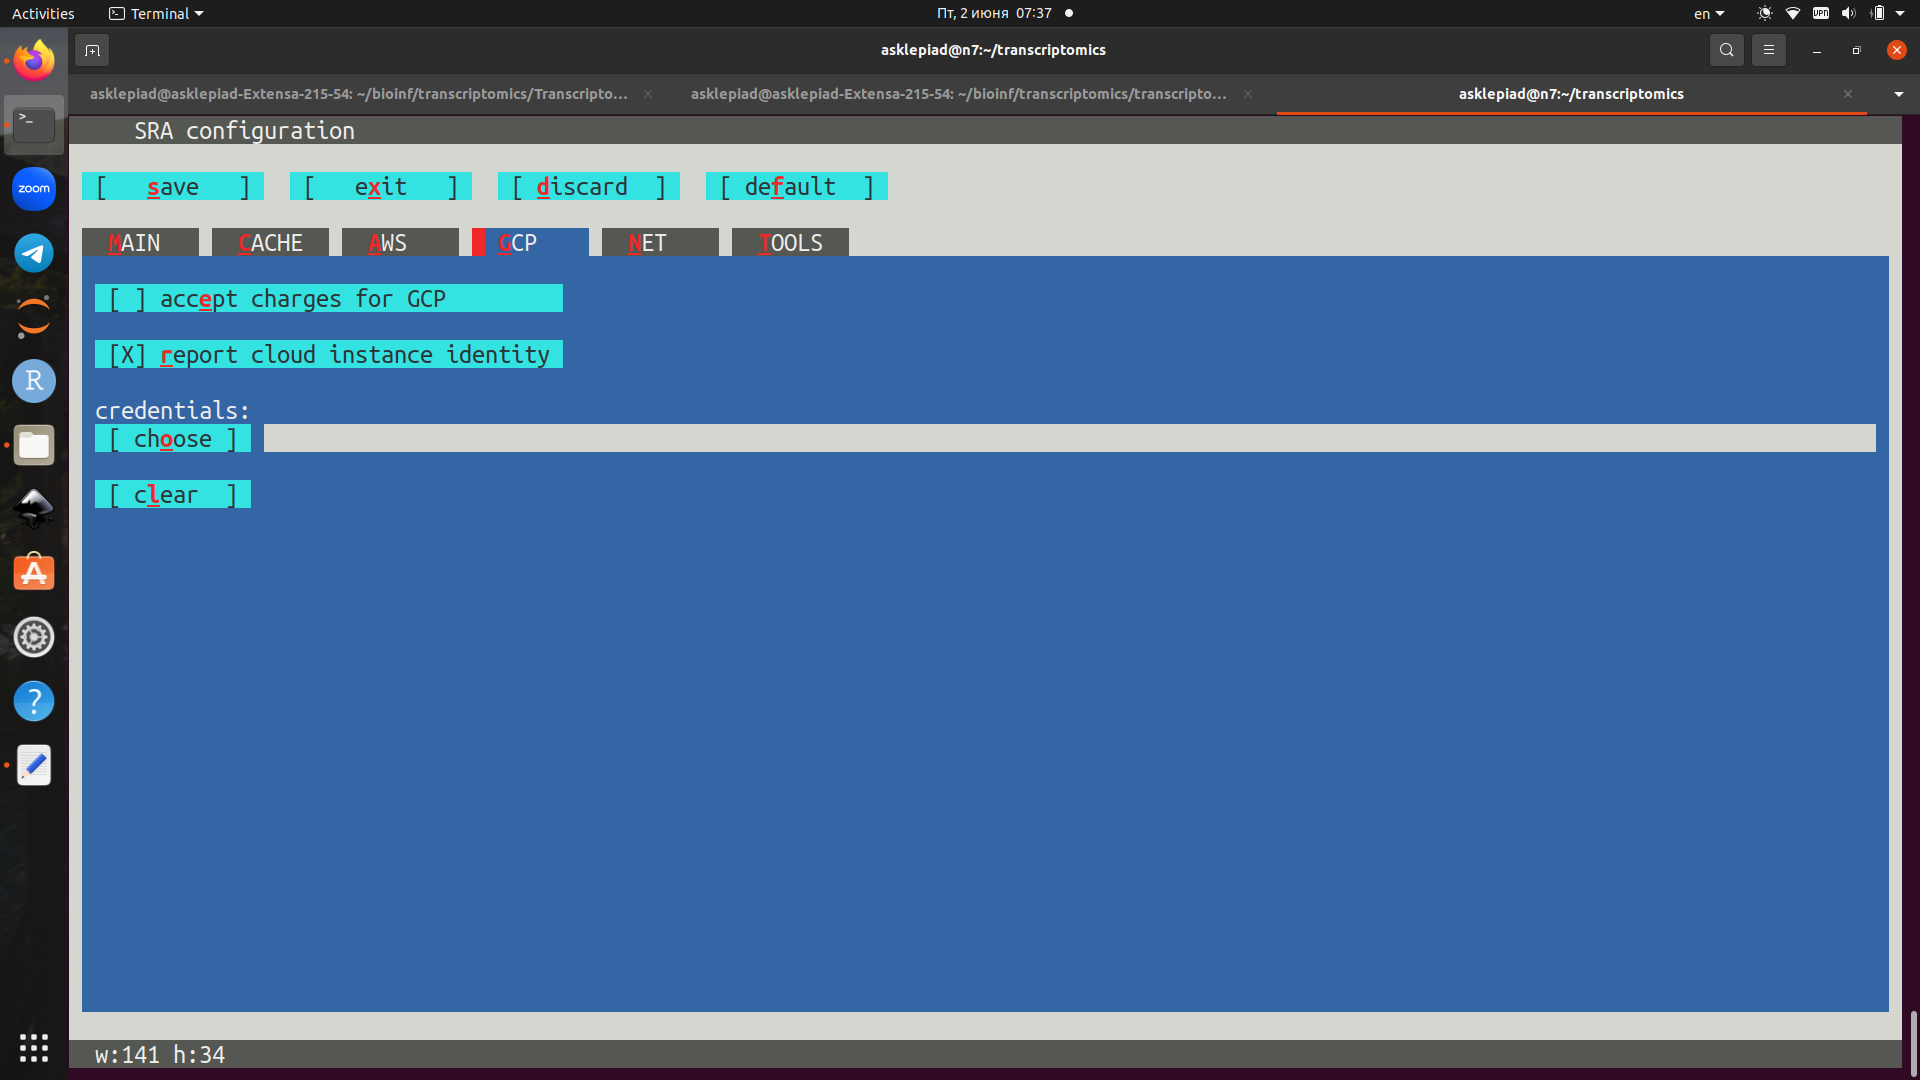 Activities
Terminal
Пт, 2 июня 07:37
en
VPN
asklepiad@n7:~/transcriptomics
asklepiad@asklepiad-Extensa-215-54: ~/bioinf/transcriptomics/Transcripto...
asklepiad@asklepiad-Extensa-215-54: ~/bioinf/transcriptomics/transcripto...
asklepiad@n7:~/transcriptomics
zoom
R
SRA configuration
[ save ] [ exit ] [ discard ] [ default ]
MAIN CACHE AWS GCP NET TOOLS
[ ] accept charges for GCP
[X] report cloud instance identity
credentials:
[ choose ]
[ clear ]
w:141 h:34